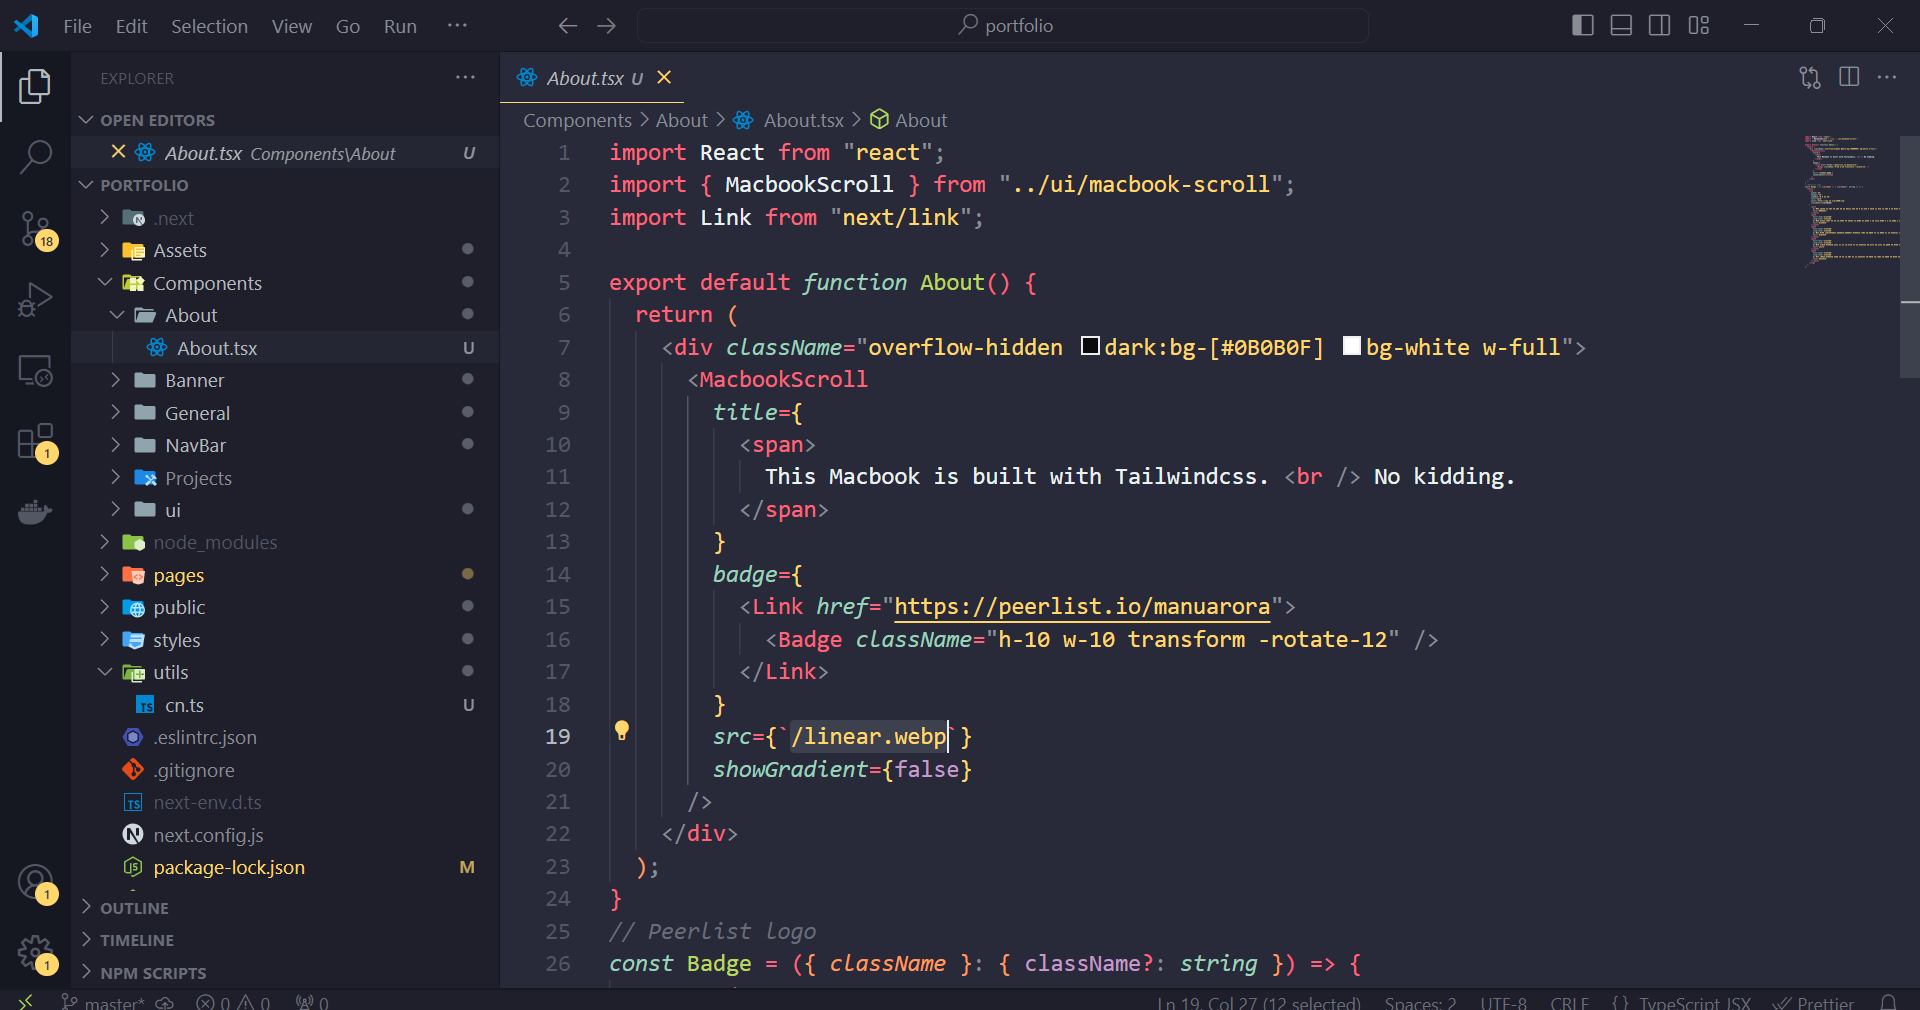 File Edit Selection View Go Run ···
portfolio
EXPLORER ···
OPEN EDITORS
About.tsx Components\About U
PORTFOLIO
.next
Assets
Components
About
About.tsx U
Banner
General
NavBar
Projects
ui
node_modules
pages
public
styles
utils
cn.ts U
.eslintrc.json
.gitignore
next-env.d.ts
next.config.js
package-lock.json M
OUTLINE
TIMELINE
NPM SCRIPTS
18
1
1
1
About.tsx U
Components > About > About.tsx > About
1 import React from "react";
2 import { MacbookScroll } from "../ui/macbook-scroll";
3 import Link from "next/link";
4
5 export default function About() {
6 return (
7 <div className="overflow-hidden dark:bg-[#0B0B0F] bg-white w-full">
8 <MacbookScroll
9 title={
10 <span>
11 This Macbook is built with Tailwindcss. <br /> No kidding.
12 </span>
13 }
14 badge={
15 <Link href="https://peerlist.io/manuarora">
16 <Badge className="h-10 w-10 transform -rotate-12" />
17 </Link>
18 }
19 src={`/linear.webp`}
20 showGradient={false}
21 />
22 </div>
23 );
24 }
25 // Peerlist logo
26 const Badge = ({ className }: { className?: string }) => {
master* 0 0 0
Ln 19, Col 27 (12 selected) Spaces: 2 UTF-8 CRLF {} TypeScript JSX Prettier